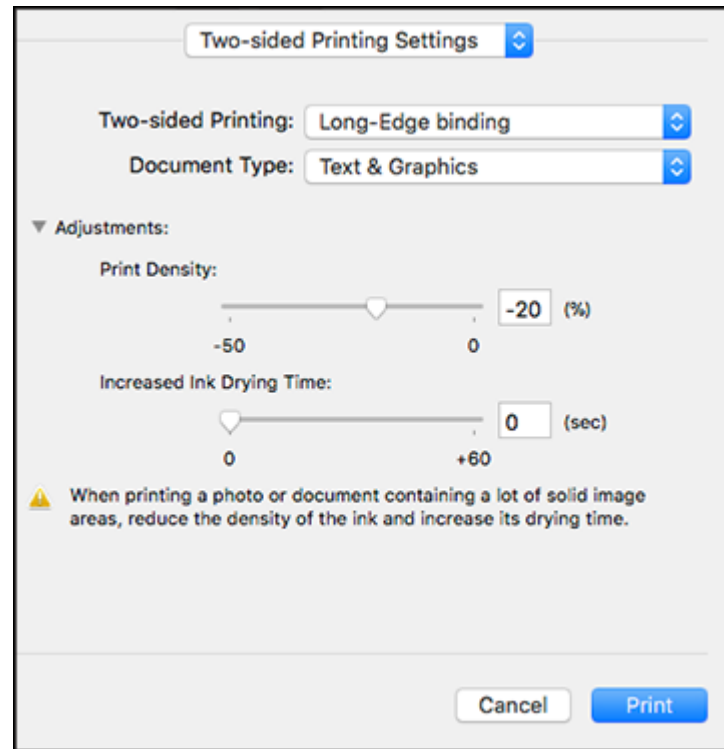 Two-sided Printing Settings
Two-sided Printing: Long-Edge binding
Document Type: Text & Graphics
Adjustments:
Print Density:
-20 (%)
-50 0
Increased Ink Drying Time:
0 (sec)
0 +60
When printing a photo or document containing a lot of solid image
areas, reduce the density of the ink and increase its drying time.
Cancel Print